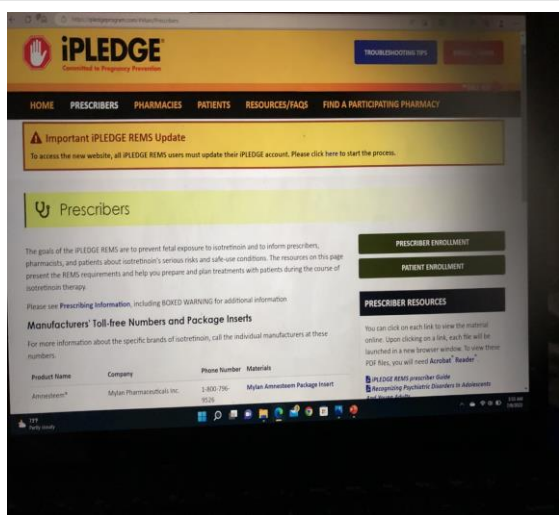 iPLEDGE
Committed to Pregnancy Prevention
TROUBLESHOOTING TIPS
HOME PRESCRIBERS PHARMACIES PATIENTS RESOURCES/FAQS FIND A PARTICIPATING PHARMACY
Important iPLEDGE REMS Update
To access the new website, all iPLEDGE REMS users must update their iPLEDGE account. Please click here to start the process.
Prescribers
The goals of the iPLEDGE REMS are to prevent fetal exposure to isotretinoin and to inform prescribers,
pharmacists, and patients about isotretinoin's serious risks and safe-use conditions. The resources on this page
present the REMS requirements and help you prepare and plan treatments with patients during the course of
isotretinoin therapy.
Please see Prescribing Information, including BOXED WARNING for additional information
Manufacturers' Toll-free Numbers and Package Inserts
For more information about the specific brands of isotretinoin, call the individual manufacturers at these
numbers.
Product Name Company Phone Number Materials
Amnesteem® Mylan Pharmaceuticals Inc. 1-800-796-
9526 Mylan Amnesteem Package Insert
PRESCRIBER ENROLLMENT
PATIENT ENROLLMENT
PRESCRIBER RESOURCES
You can click on each link to view the material
online. Upon clicking on a link, each file will be
launched in a new browser window. To view these
PDF files, you will need Acrobat® Reader®.
iPLEDGE REMS prescriber Guide
Recognizing Psychiatric Disorders in Adolescents
And Young Adults
Partly cloudy